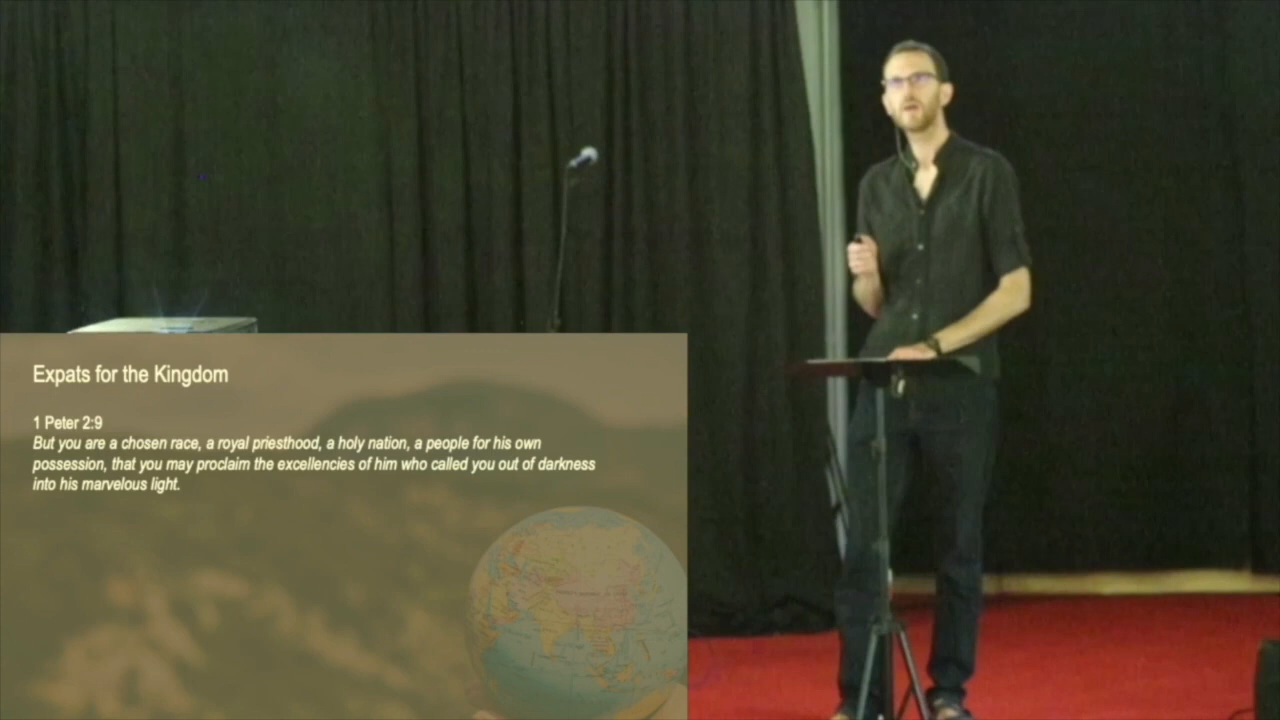 Expats for the Kingdom
1 Peter 2:9
But you are a chosen race, a royal priesthood, a holy nation, a people for his own
possession, that you may proclaim the excellencies of him who called you out of darkness
into his marvelous light.